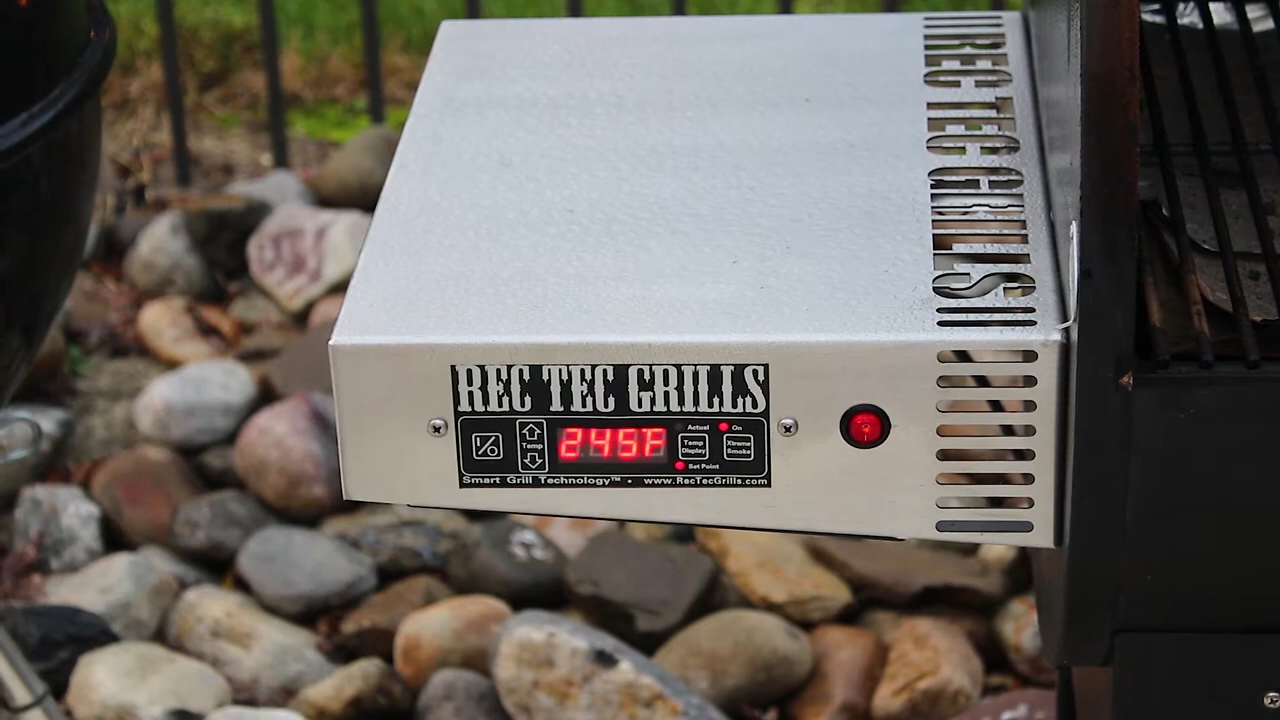 REC TEC GRILLS
REC TEC GRILLS
Actual On
Temp
245F
Temp Display
Xtreme Smoke
Set Point
Smart Grill Technology™ • www.RecTecGrills.com